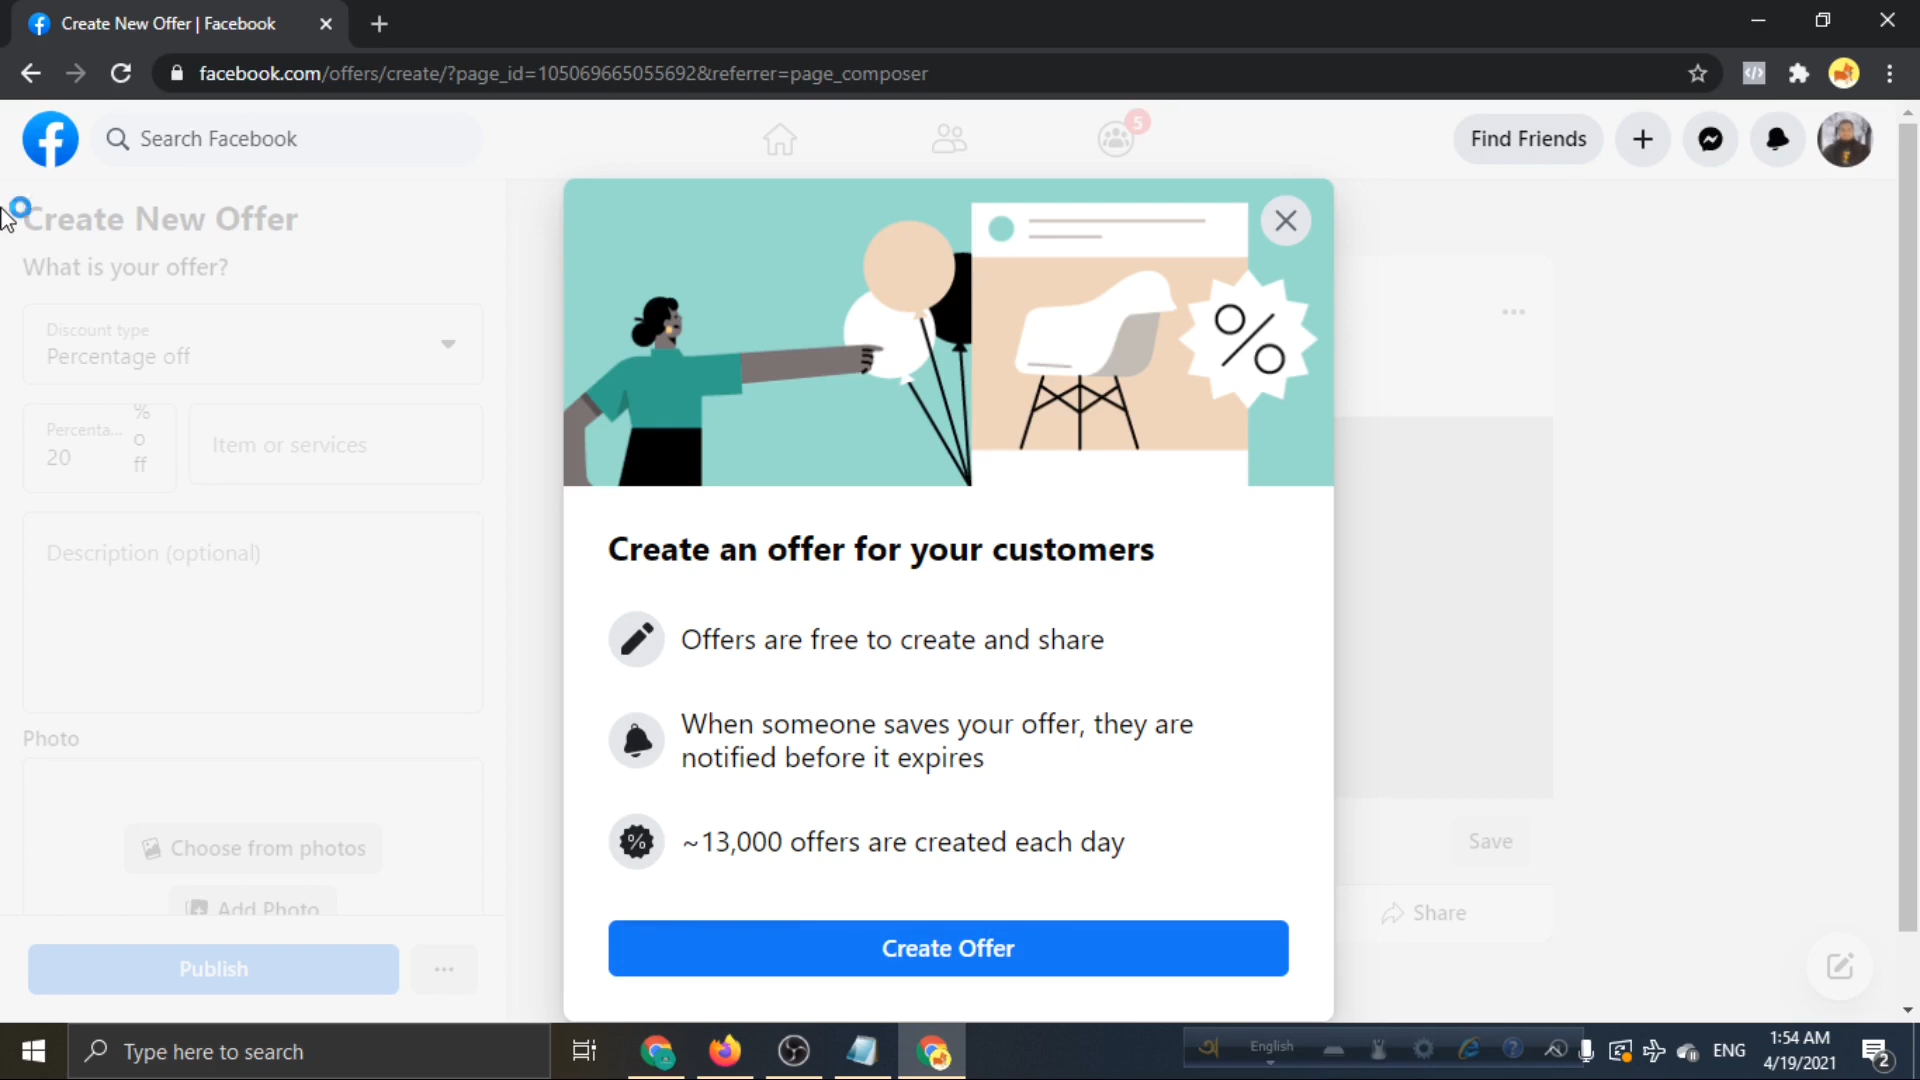 Create New Offer | Facebook
facebook.com/offers/create/?page_id=105069665055692&referrer=page_composer
Search Facebook
5
Find Friends
Create New Offer
What is your offer?
Discount type
Percentage off
Percenta...
20
%
o
ff
Item or services
Description (optional)
Photo
Choose from photos
Add Photo
Publish
%
Create an offer for your customers
Offers are free to create and share
When someone saves your offer, they are
notified before it expires
% ~13,000 offers are created each day
Create Offer
Save
Share
Type here to search
English
ENG
1:54 AM
4/19/2021
2